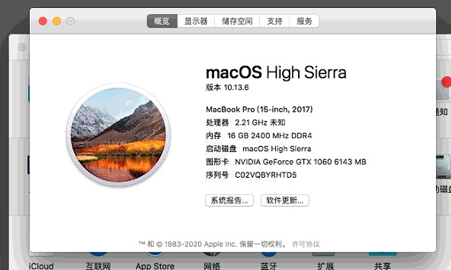 概览 显示器 储存空间 支持 服务
macOS High Sierra
版本 10.13.6
MacBook Pro (15-inch, 2017)
处理器 2.21 GHz 未知
内存 16 GB 2400 MHz DDR4
启动磁盘 macOS High Sierra
图形卡 NVIDIA GeForce GTX 1060 6143 MB
序列号 C02VQBYRHTD5
系统报告... 软件更新...
™ 和 © 1983-2020 Apple Inc. 保留一切权利。 许可协议
iCloud 互联网 App Store 网络 蓝牙 扩展 共享